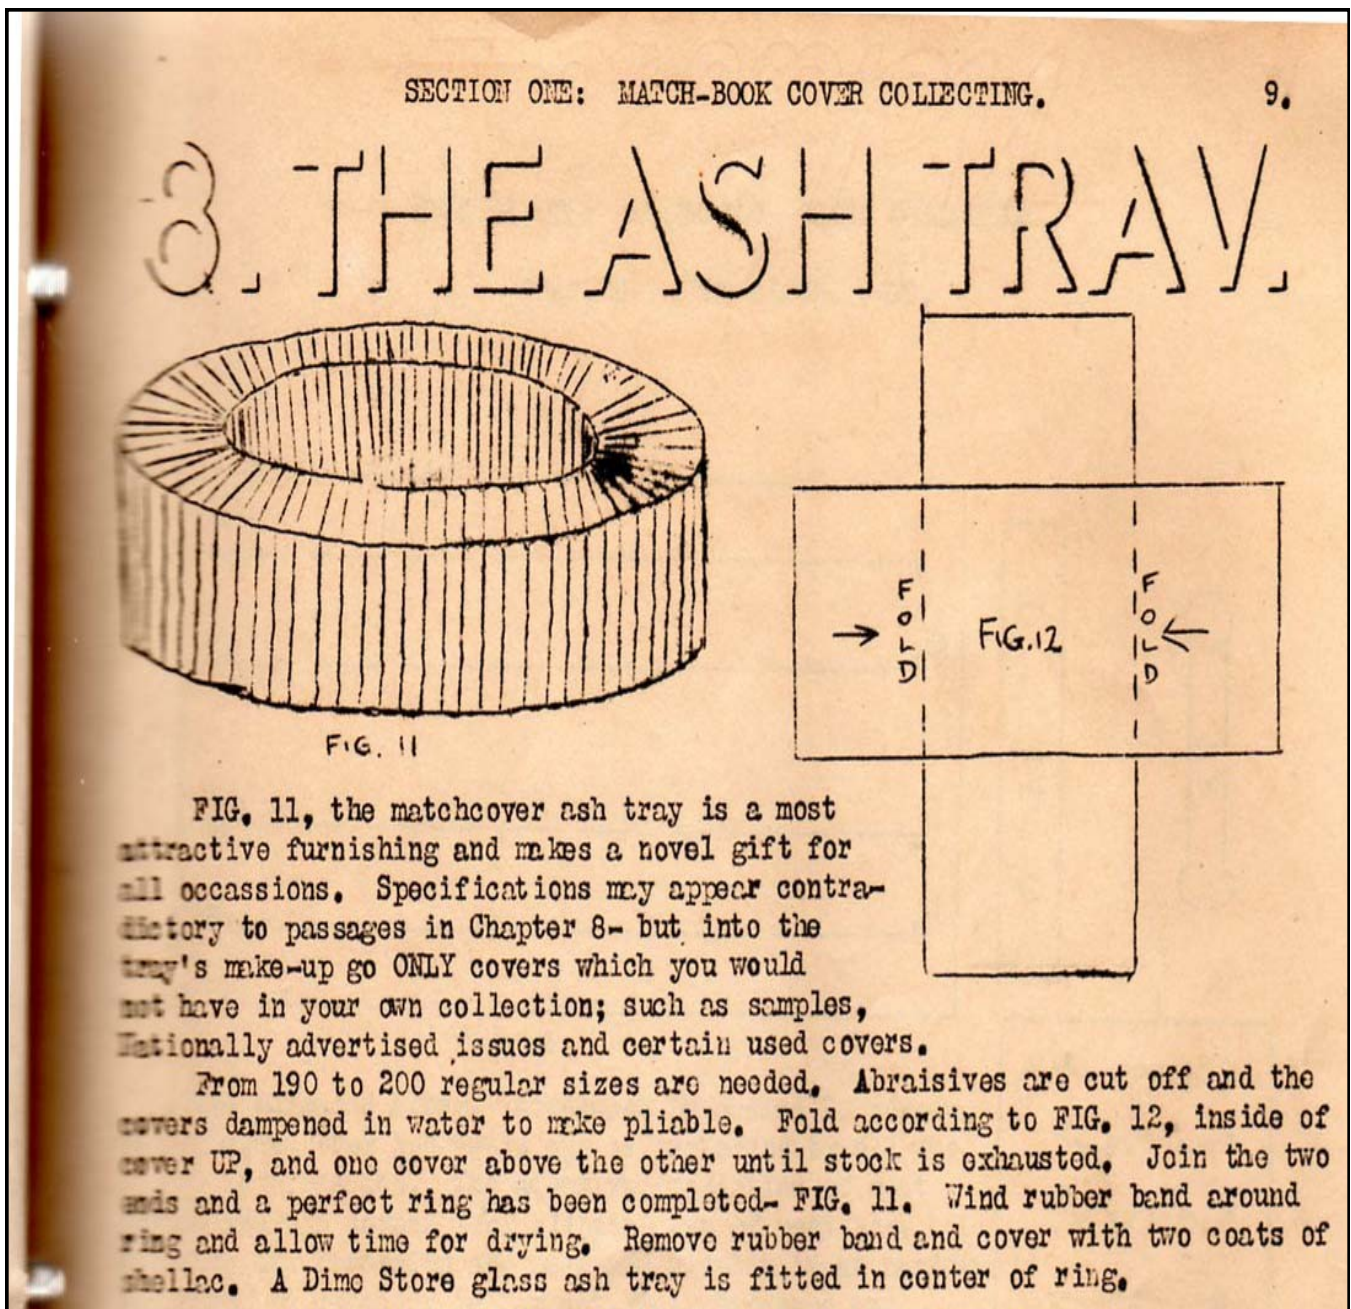 SECTION ONE: MATCH-BOOK COVER COLLECTING. 9.
8. THE ASH TRAY.
FOLD
FIG.12
FOLD
FIG. 11
FIG. 11, the matchcover ash tray is a most
attractive furnishing and makes a novel gift for
all occassions. Specifications may appear contra-
dictory to passages in Chapter 8- but into the
tray's make-up go ONLY covers which you would
not have in your own collection; such as samples,
Nationally advertised issues and certain used covers.
From 190 to 200 regular sizes are needed. Abraisives are cut off and the
covers dampened in water to make pliable. Fold according to FIG. 12, inside of
cover UP, and one cover above the other until stock is exhausted. Join the two
ends and a perfect ring has been completed- FIG. 11. Wind rubber band around
ring and allow time for drying. Remove rubber band and cover with two coats of
shellac. A Dime Store glass ash tray is fitted in center of ring.